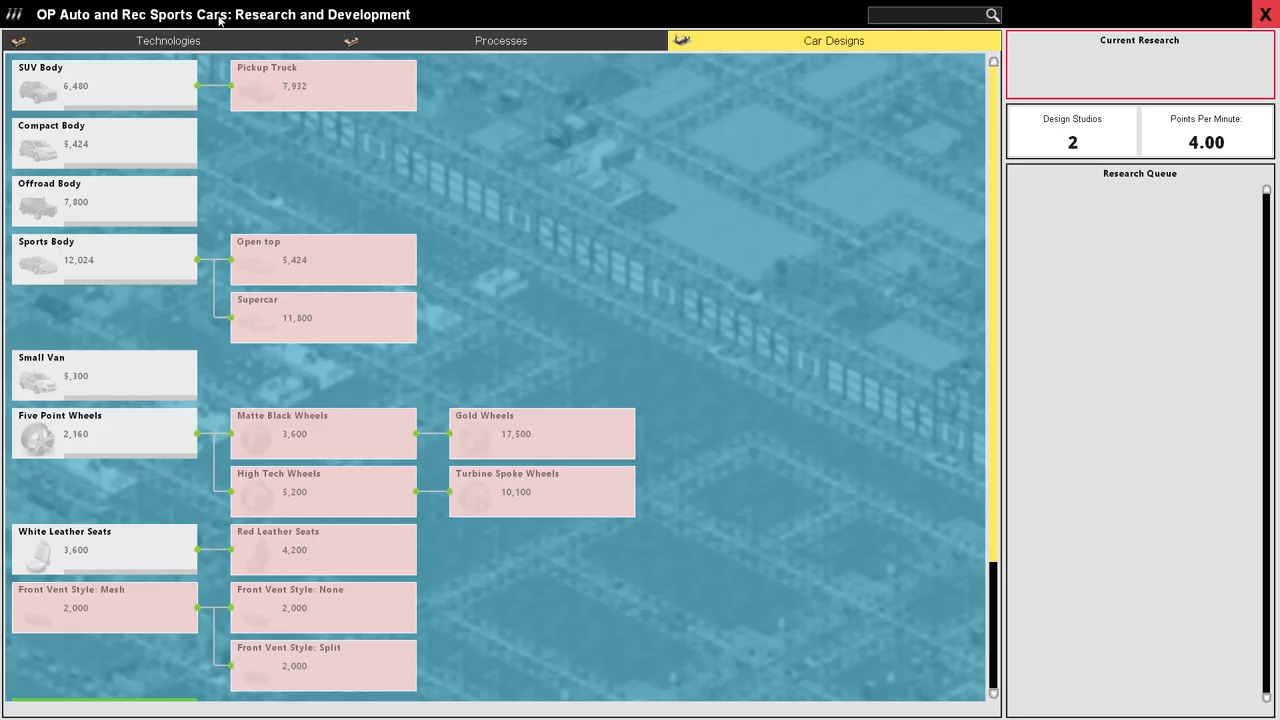 OP Auto and Rec Sports Cars: Research and Development
X
Technologies
Processes
Car Designs
Current Research
SUV Body
6,480
Pickup Truck
7,932
Compact Body
5,424
Design Studios
2
Points Per Minute:
4.00
Offroad Body
7,800
Research Queue
Sports Body
12,024
Open top
5,424
Supercar
11,800
Small Van
5,300
Five Point Wheels
2,160
Matte Black Wheels
3,600
Gold Wheels
17,500
High Tech Wheels
5,200
Turbine Spoke Wheels
10,100
White Leather Seats
3,600
Red Leather Seats
4,200
Front Vent Style: Mesh
2,000
Front Vent Style: None
2,000
Front Vent Style: Split
2,000